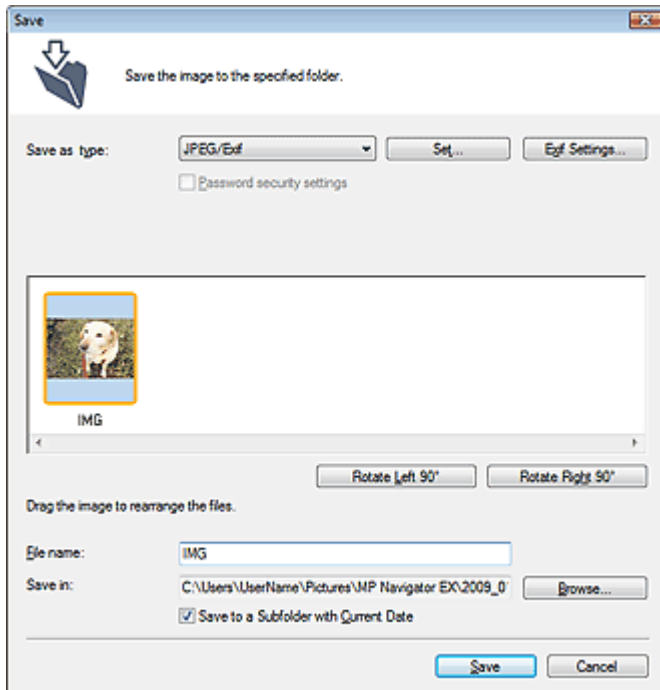 Save
Save the image to the specified folder.
Save as type: JPEG/Exif Set... Exif Settings...
Password security settings
IMG
Rotate Left 90° Rotate Right 90°
Drag the image to rearrange the files.
File name: IMG
Save in: C:\Users\UserName\Pictures\MP Navigator EX\2009_0 Browse...
Save to a Subfolder with Current Date
Save Cancel